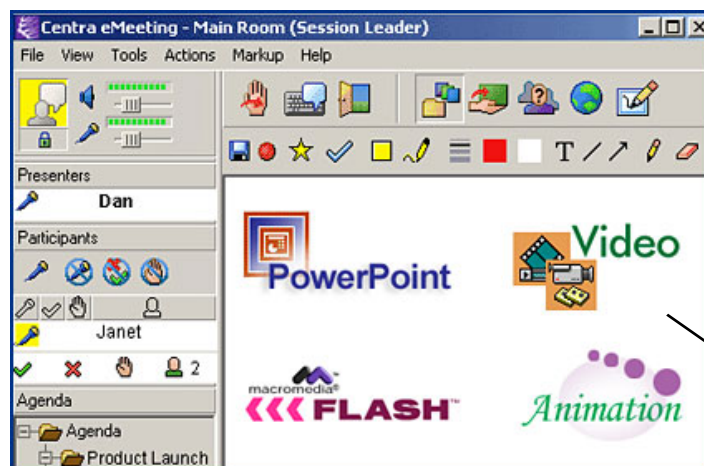 Centra eMeeting - Main Room (Session Leader)
File View Tools Actions Markup Help
Presenters
Dan
Participants
Janet
2
Agenda
Agenda
Product Launch
T
PowerPoint
Video
macromedia®
FLASH™
Animation